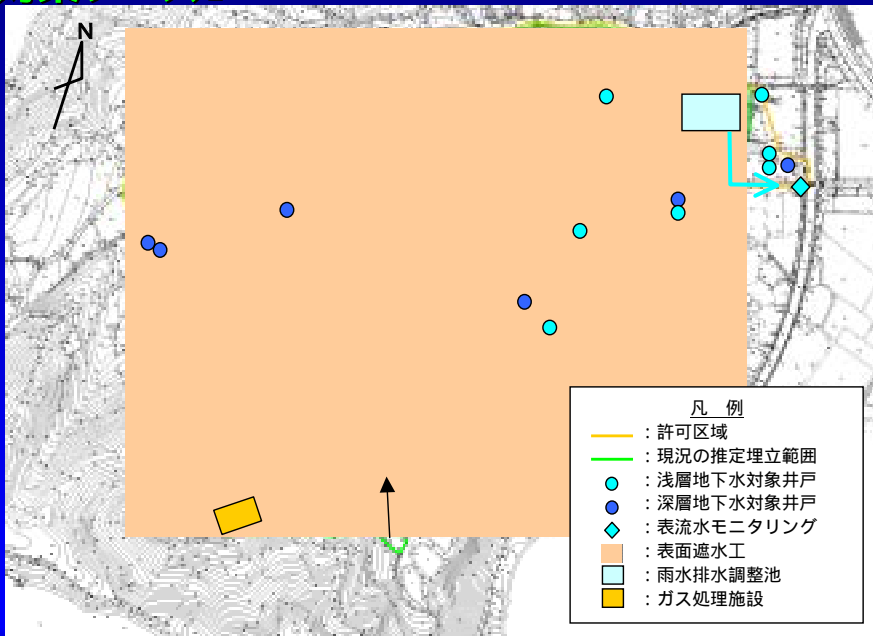 N
凡 例
：許可区域
：現況の推定埋立範囲
：浅層地下水対象井戸
：深層地下水対象井戸
：表流水モニタリング
：表面遮水工
：雨水排水調整池
：ガス処理施設